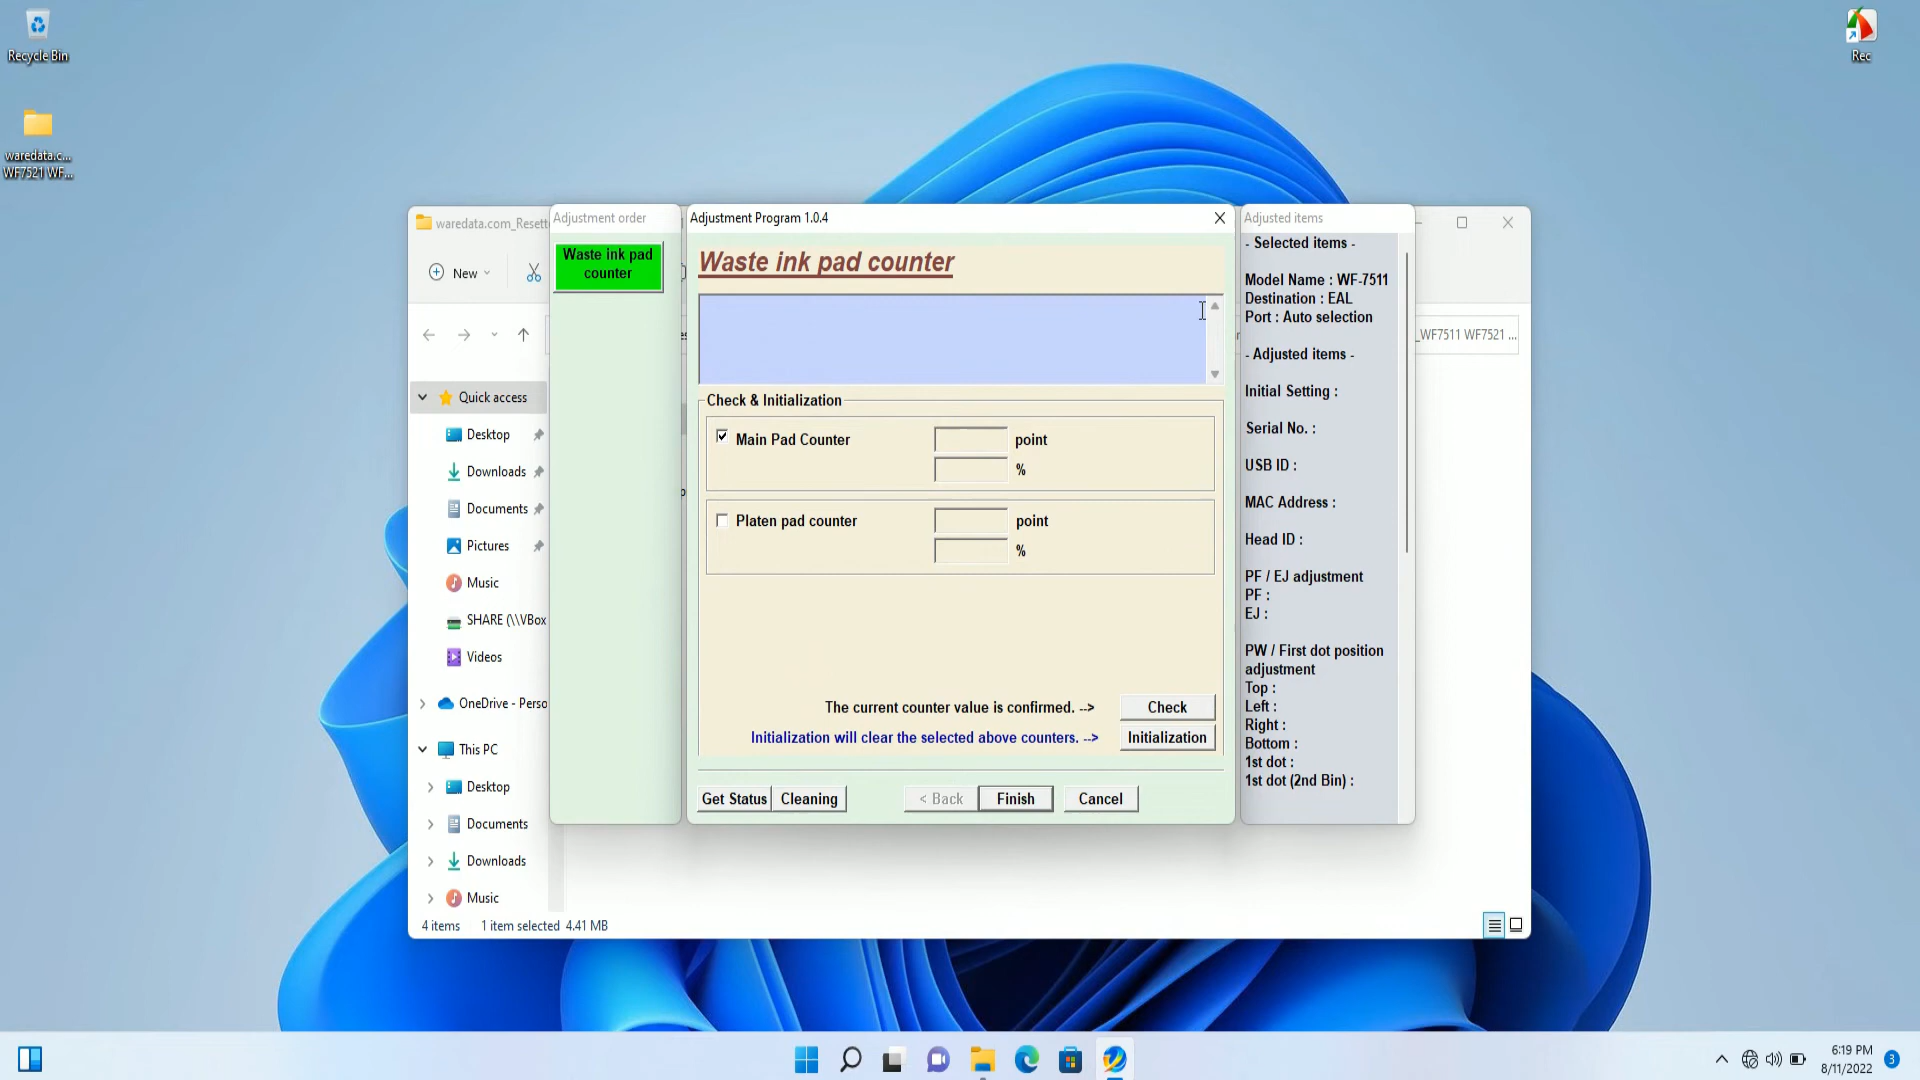 Recycle Bin
waredata.c...
WF7521 WF...
Rec
waredata.com_Resett
New
WF7511 WF7521 ...
Quick access
Desktop
Downloads
Documents
Pictures
Music
SHARE (\\VBox
Videos
OneDrive - Perso
This PC
Desktop
Documents
Downloads
Music
4 items 1 item selected 4.41 MB
Adjustment order
Waste ink pad
counter
Adjustment Program 1.0.4
Waste ink pad counter
Check & Initialization
Main Pad Counter point
%
Platen pad counter point
%
The current counter value is confirmed. --> Check
Initialization will clear the selected above counters. --> Initialization
Get Status Cleaning < Back Finish Cancel
Adjusted items
- Selected items -
Model Name : WF-7511
Destination : EAL
Port : Auto selection
- Adjusted items -
Initial Setting :
Serial No. :
USB ID :
MAC Address :
Head ID :
PF / EJ adjustment
PF :
EJ :
PW / First dot position
adjustment
Top :
Left :
Right :
Bottom :
1st dot :
1st dot (2nd Bin) :
6:19 PM
8/11/2022
3